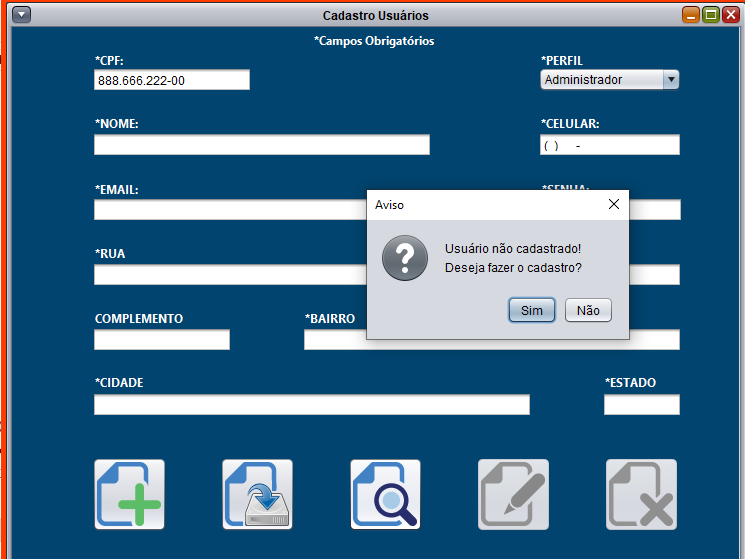 Cadastro Usuários
*Campos Obrigatórios
*CPF:
*PERFIL
888.666.222-00
Administrador
*NOME:
*CELULAR:
( ) -
*EMAIL:
*SENHA:
Aviso
Usuário não cadastrado!
Deseja fazer o cadastro?
Sim
Não
*RUA
COMPLEMENTO
*BAIRRO
*CIDADE
*ESTADO